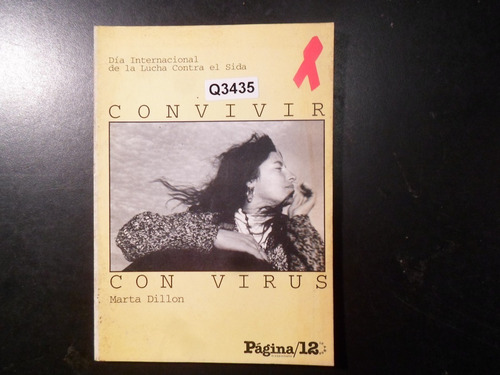 Día Internacional
de la Lucha Contra el Sida
Q3435
CONVIVIR
CON VIRUS
Marta Dillon
Página/12